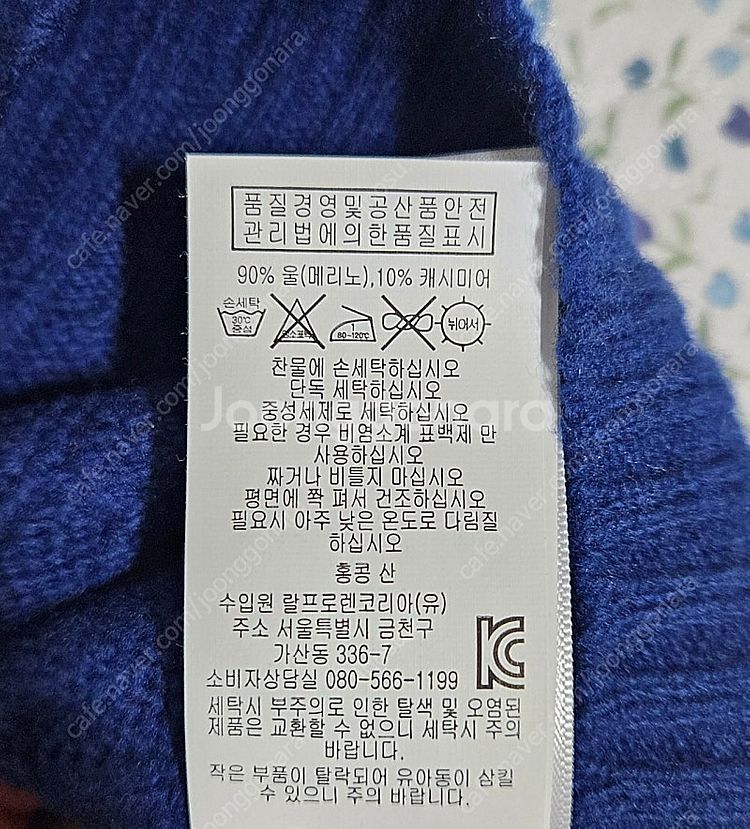 품질경영및공산품안전
관리법에의한품질표시
90% 울(메리노),10% 캐시미어
손세탁
30℃
중성
염소표백
1
80~120℃
뉘어서
찬물에 손세탁하십시오
단독 세탁하십시오
중성세제로 세탁하십시오
필요한 경우 비염소계 표백제 만
사용하십시오
짜거나 비틀지 마십시오
평면에 쫙 펴서 건조하십시오
필요시 아주 낮은 온도로 다림질
하십시오
홍콩 산
수입원 랄프로렌코리아(유)
주소 서울특별시 금천구
가산동 336-7
소비자상담실 080-566-1199
세탁시 부주의로 인한 탈색 및 오염된
제품은 교환할 수 없으니 세탁시 주의
바랍니다.
작은 부품이 탈락되어 유아동이 삼킬
수 있으니 주의 바랍니다.
Joonggonara
cafe.naver.com/joonggonara